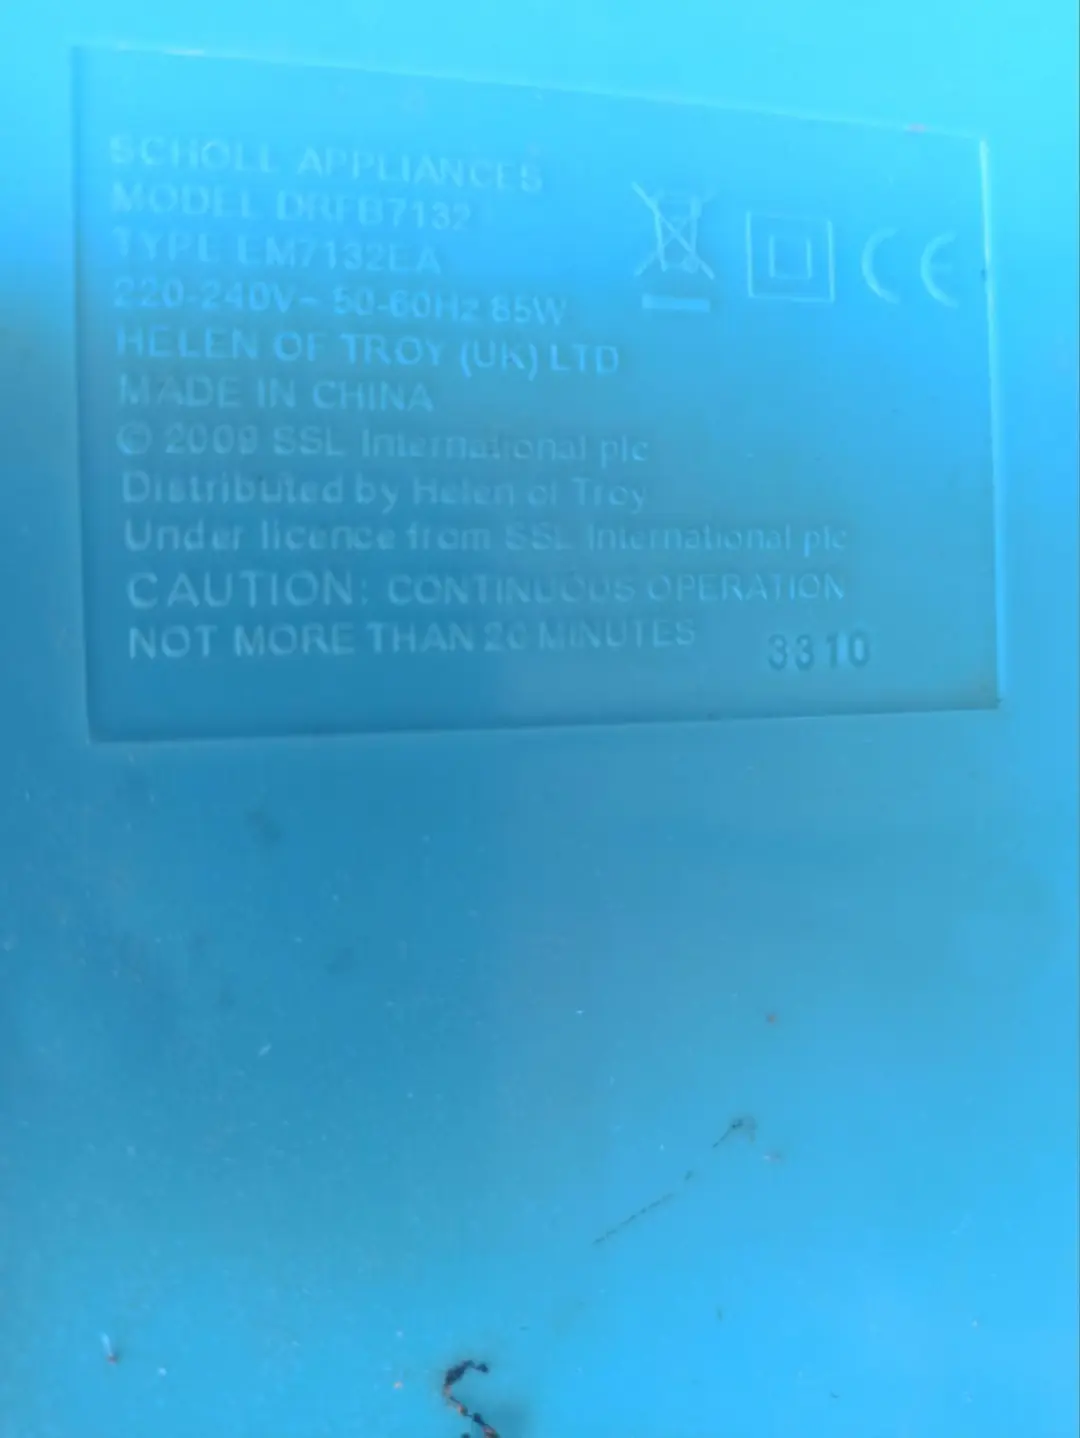 SCHOLL APPLIANCES
MODEL DRFB7132
TYPE LM7132EA
220-240V~ 50-60Hz 85W
HELEN OF TROY (UK) LTD
MADE IN CHINA
© 2009 SSL International plc
Distributed by Helen of Troy
Under licence from SSL International plc
CAUTION: CONTINUOUS OPERATION
NOT MORE THAN 20 MINUTES
3310
CE